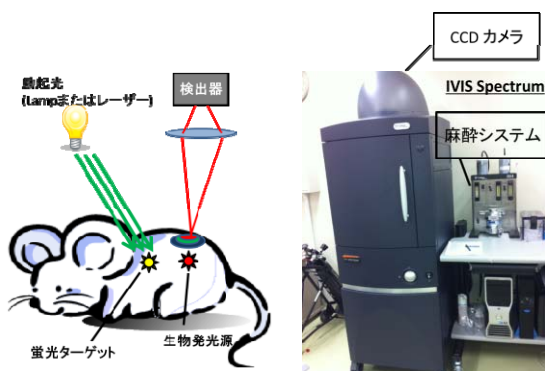 励起光
(Lampまたはレーザー)
検出器
蛍光ターゲット
生物発光源
CCD カメラ
IVIS Spectrum
麻酔システム